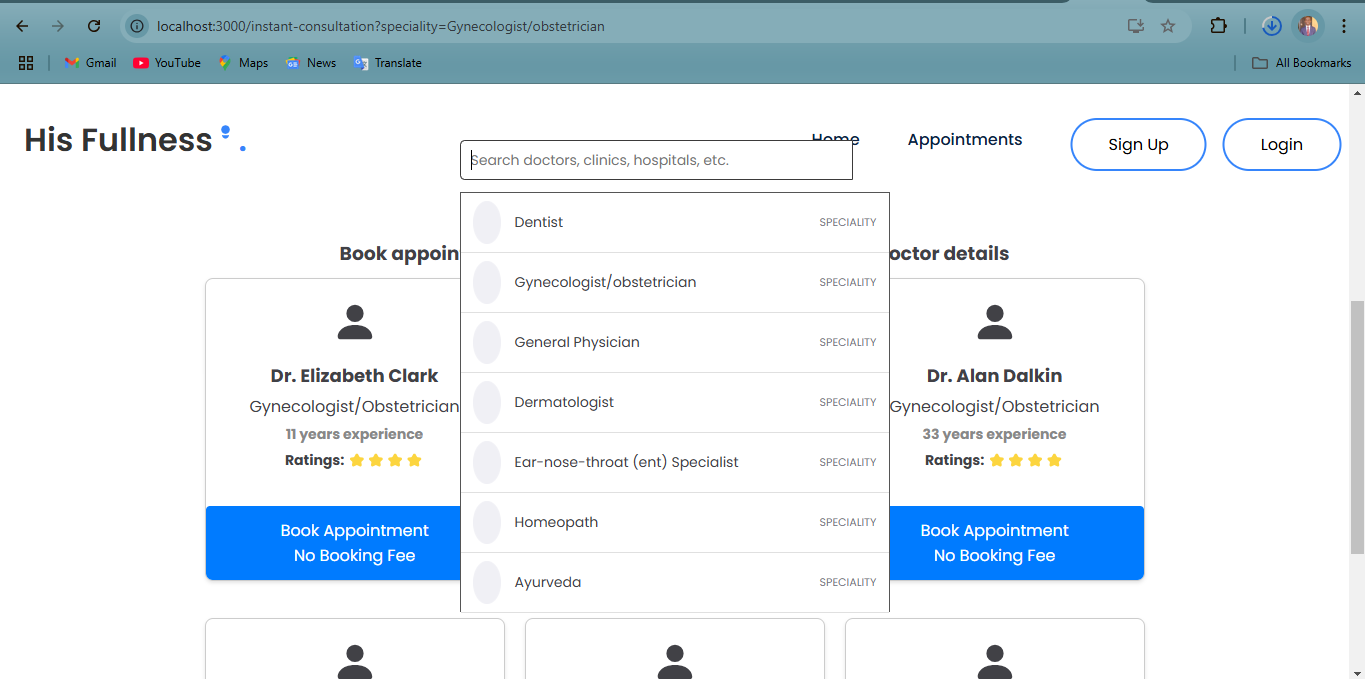 localhost:3000/instant-consultation?speciality=Gynecologist/obstetrician
Gmail YouTube Maps News Translate All Bookmarks
His Fullness .
Home Appointments Sign Up Login
Search doctors, clinics, hospitals, etc.
Dentist SPECIALITY
Gynecologist/obstetrician SPECIALITY
General Physician SPECIALITY
Dermatologist SPECIALITY
Ear-nose-throat (ent) Specialist SPECIALITY
Homeopath SPECIALITY
Ayurveda SPECIALITY
Book appoin
octor details
Dr. Elizabeth Clark
Gynecologist/Obstetrician
11 years experience
Ratings:
Book Appointment
No Booking Fee
Dr. Alan Dalkin
Gynecologist/Obstetrician
33 years experience
Ratings:
Book Appointment
No Booking Fee